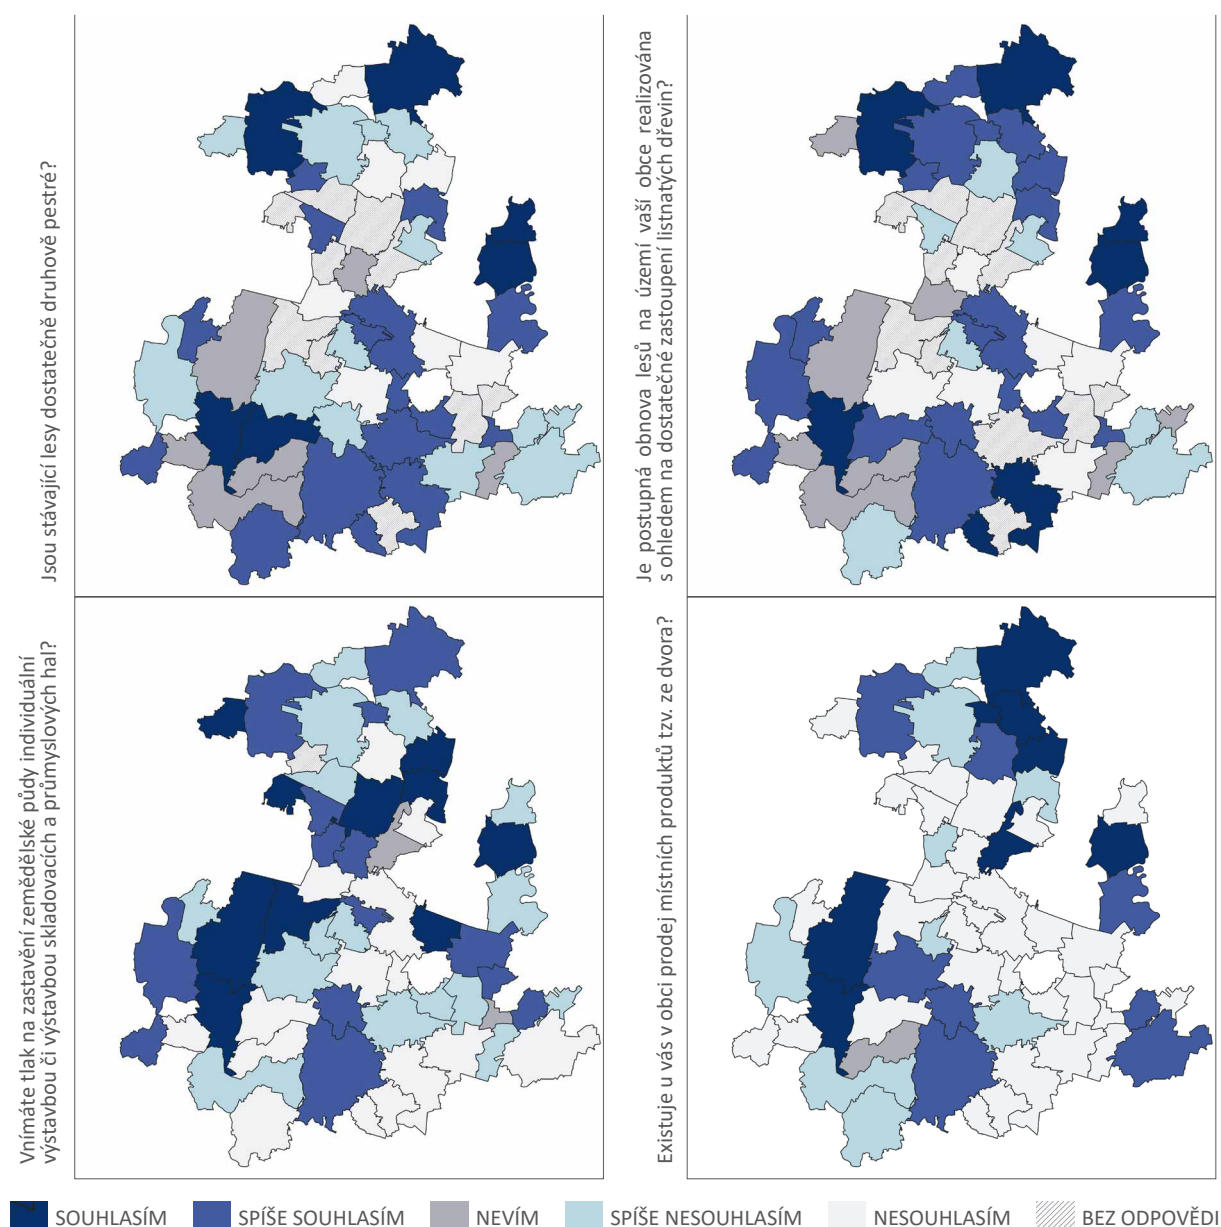 Jsou stávající lesy dostatečně druhově pestré?
Je postupná obnova lesů na území vaší obce realizována
s ohledem na dostatečné zastoupení listnatých dřevin?
Vnímáte tlak na zastavění zemědělské půdy individuální
výstavbou či výstavbou skladovacích a průmyslových hal?
Existuje u vás v obci prodej místních produktů tzv. ze dvora?
SOUHLASÍM SPÍŠE SOUHLASÍM NEVÍM SPÍŠE NESOUHLASÍM NESOUHLASÍM BEZ ODPOVĚDI